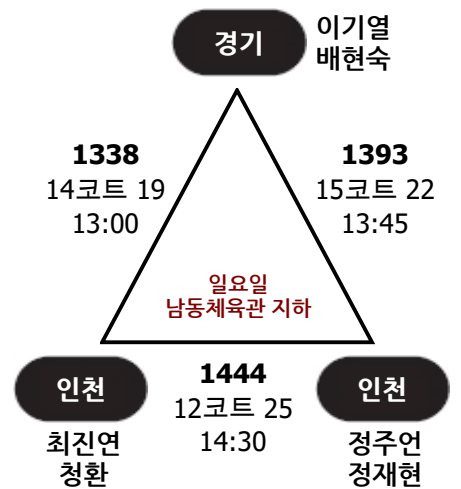 경기
이기열
배현숙
1338
14코트 19
13:00
1393
15코트 22
13:45
일요일
남동체육관 지하
인천
최진연
청환
1444
12코트 25
14:30
인천
정주언
정재현